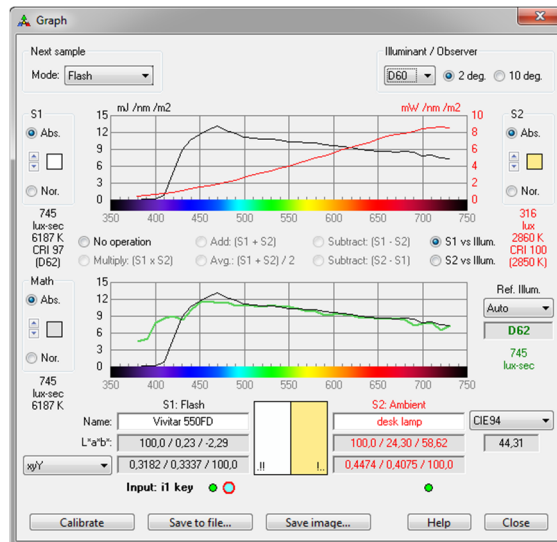 Graph
Next sample
Mode: Flash
Illuminant / Observer
D60 2 deg. 10 deg.
S1
Abs.
Nor.
745
lux-sec
6187 K
CRI 97
(D62)
mJ /nm /m2 mW /nm /m2
15 10
12 8
9 6
6 4
3 2
0 0
350 400 450 500 550 600 650 700 750
S2
Abs.
Nor.
316
lux
2860 K
CRI 100
(2850 K)
No operation Add: (S1 + S2) Subtract: (S1 - S2) S1 vs Illum.
Multiply: (S1 x S2) Avg.: (S1 + S2) / 2 Subtract: (S2 - S1) S2 vs Illum.
Math
Abs.
Nor.
745
lux-sec
6187 K
15
12
9
6
3
0
350 400 450 500 550 600 650 700 750
Ref. Illum.
Auto
D62
745
lux-sec
S1: Flash S2: Ambient
Name: Vivitar 550FD desk lamp CIE94
L*a*b*: 100,0 / 0,23 / -2,29 100,0 / 24,30 / 58,62 44,31
xyY 0,3182 / 0,3337 / 100,0 .!! !.. 0,4474 / 0,4075 / 100,0
Input: i1 key
Calibrate Save to file... Save image... Help Close